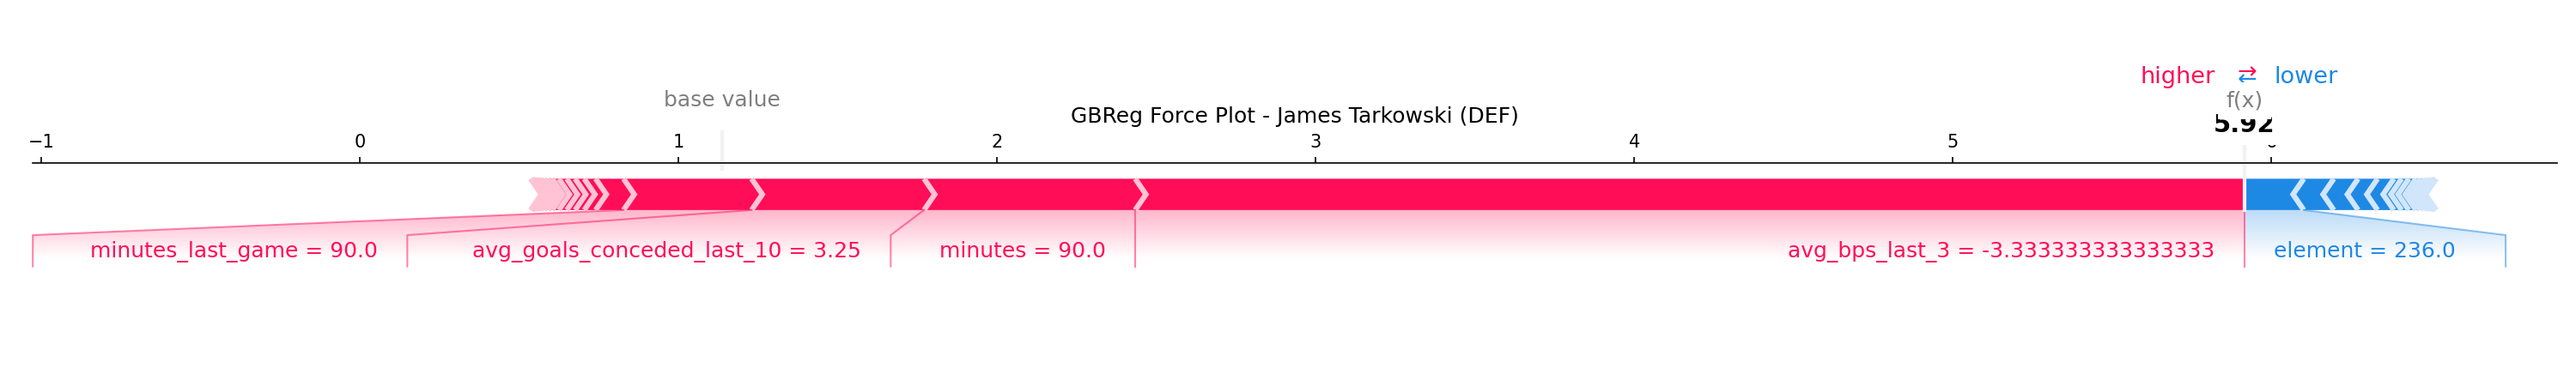 higher ⇄ lower
base value
f(x)
GBReg Force Plot - James Tarkowski (DEF)
5.92
−1 0 1 2 3 4 5
minutes_last_game = 90.0
avg_goals_conceded_last_10 = 3.25
minutes = 90.0
avg_bps_last_3 = -3.333333333333333
element = 236.0